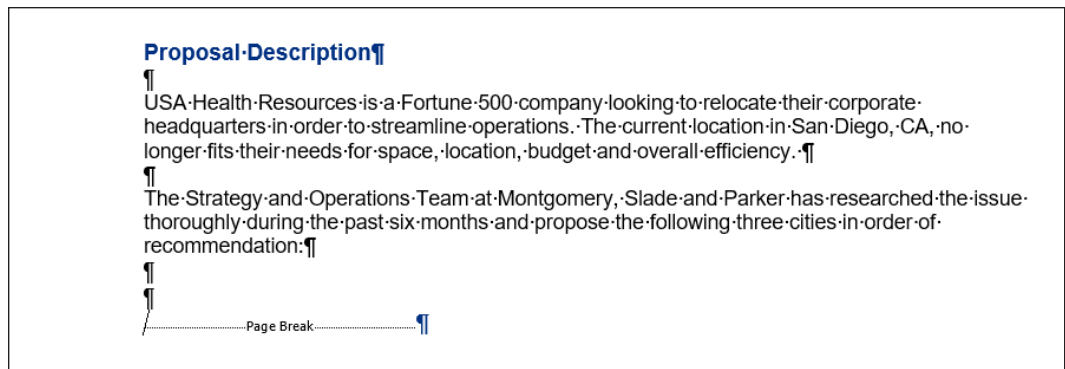 Proposal·Description¶
¶
USA·Health·Resources·is·a·Fortune·500·company·looking·to·relocate·their·corporate·
headquarters·in·order·to·streamline·operations.·The·current·location·in·San·Diego,·CA,·no·
longer·fits·their·needs·for·space,·location,·budget·and·overall·efficiency.·¶
¶
The·Strategy·and·Operations·Team·at·Montgomery,·Slade·and·Parker·has·researched·the·issue·
thoroughly·during·the·past·six·months·and·propose·the·following·three·cities·in·order·of·
recommendation:¶
¶
¶
Page Break¶